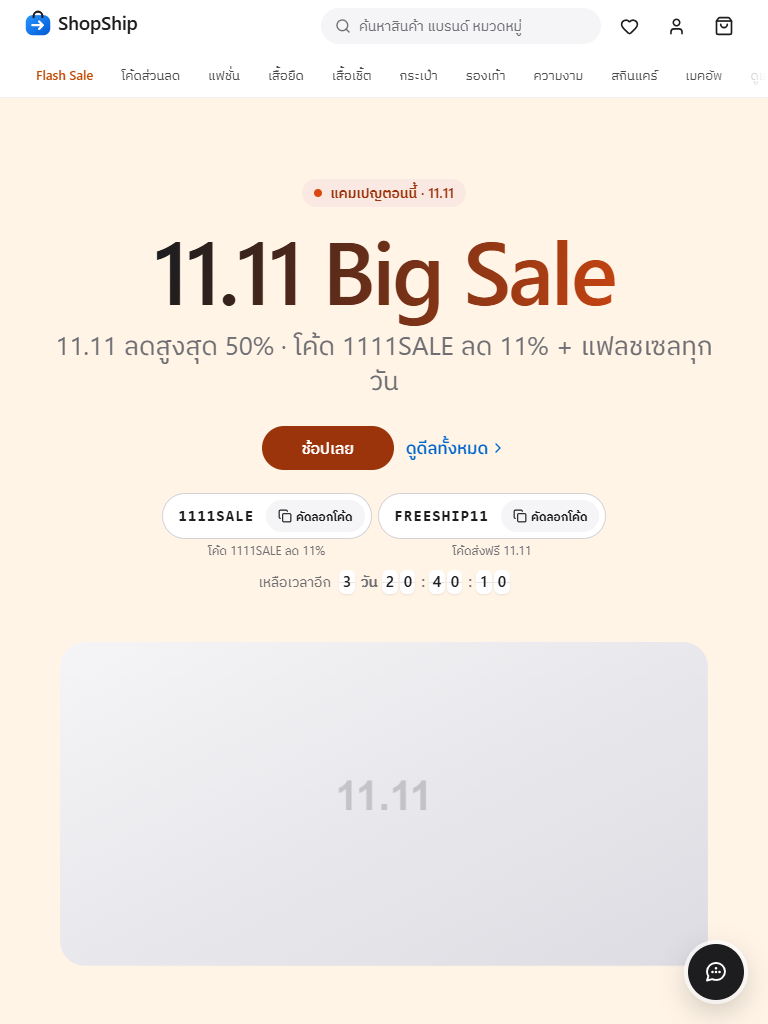 ShopShip
ค้นหาสินค้า แบรนด์ หมวดหมู่
Flash Sale โค้ดส่วนลด แฟชั่น เสื้อยืด เสื้อเชิ้ต กระเป๋า รองเท้า ความงาม สกินแคร์ เมคอัพ
แคมเปญตอนนี้ · 11.11
11.11 Big Sale
11.11 ลดสูงสุด 50% · โค้ด 1111SALE ลด 11% + แฟลชเซลทุก
วัน
ช้อปเลย ดูดีลทั้งหมด
1111SALE คัดลอกโค้ด FREESHIP11 คัดลอกโค้ด
โค้ด 1111SALE ลด 11% โค้ดส่งฟรี 11.11
เหลือเวลาอีก 3 วัน 20 : 40 : 10
11.11